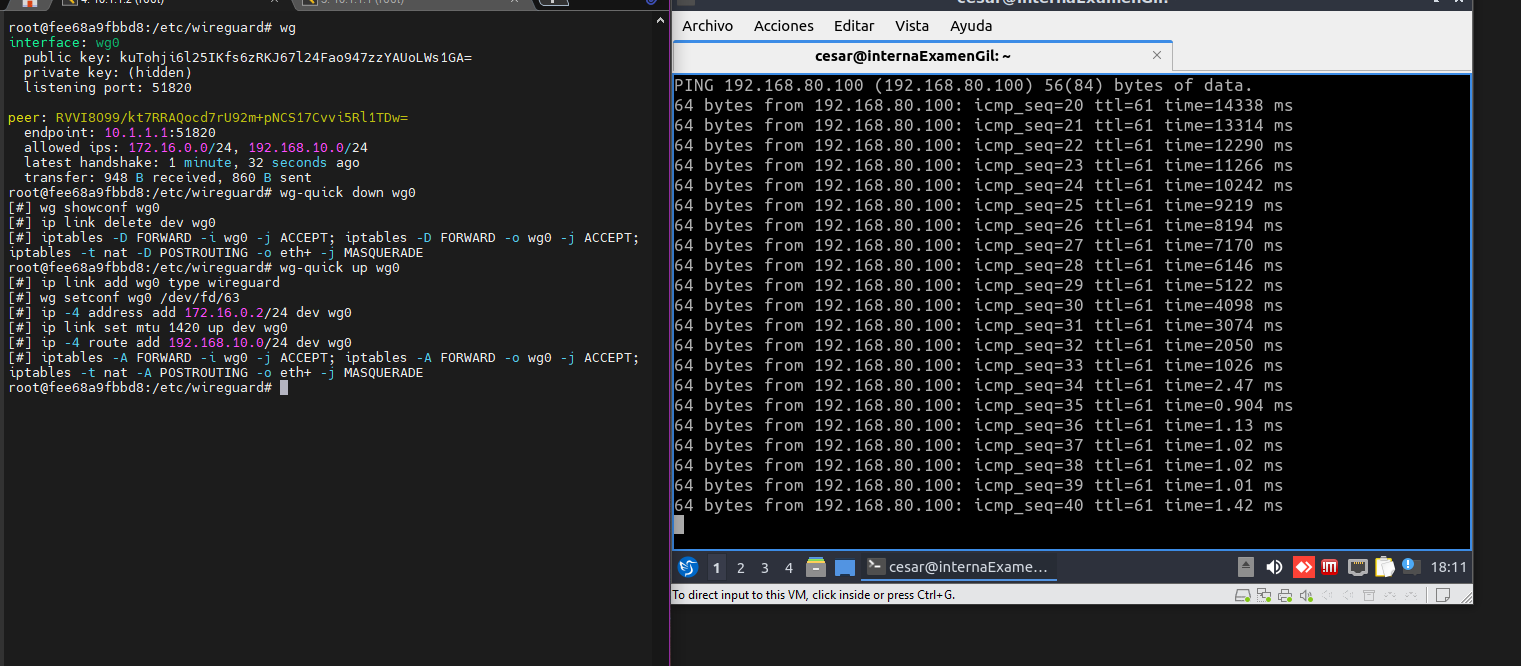 4. 10.1.1.2 (root)
3. 10.1.1.1 (root)
root@fee68a9fbbd8:/etc/wireguard# wg
interface: wg0
public key: kuTohji6l25IKfs6zRKJ67l24Fao947zzYAUoLWs1GA=
private key: (hidden)
listening port: 51820
peer: RVVI8O99/kt7RRAQocd7rU92m+pNCS17Cvvi5Rl1TDw=
endpoint: 10.1.1.1:51820
allowed ips: 172.16.0.0/24, 192.168.10.0/24
latest handshake: 1 minute, 32 seconds ago
transfer: 948 B received, 860 B sent
root@fee68a9fbbd8:/etc/wireguard# wg-quick down wg0
[#] wg showconf wg0
[#] ip link delete dev wg0
[#] iptables -D FORWARD -i wg0 -j ACCEPT; iptables -D FORWARD -o wg0 -j ACCEPT;
iptables -t nat -D POSTROUTING -o eth+ -j MASQUERADE
root@fee68a9fbbd8:/etc/wireguard# wg-quick up wg0
[#] ip link add wg0 type wireguard
[#] wg setconf wg0 /dev/fd/63
[#] ip -4 address add 172.16.0.2/24 dev wg0
[#] ip link set mtu 1420 up dev wg0
[#] ip -4 route add 192.168.10.0/24 dev wg0
[#] iptables -A FORWARD -i wg0 -j ACCEPT; iptables -A FORWARD -o wg0 -j ACCEPT;
iptables -t nat -A POSTROUTING -o eth+ -j MASQUERADE
root@fee68a9fbbd8:/etc/wireguard#
cesar@internaExamenGil:
Archivo Acciones Editar Vista Ayuda
cesar@internaExamenGil: ~
PING 192.168.80.100 (192.168.80.100) 56(84) bytes of data.
64 bytes from 192.168.80.100: icmp_seq=20 ttl=61 time=14338 ms
64 bytes from 192.168.80.100: icmp_seq=21 ttl=61 time=13314 ms
64 bytes from 192.168.80.100: icmp_seq=22 ttl=61 time=12290 ms
64 bytes from 192.168.80.100: icmp_seq=23 ttl=61 time=11266 ms
64 bytes from 192.168.80.100: icmp_seq=24 ttl=61 time=10242 ms
64 bytes from 192.168.80.100: icmp_seq=25 ttl=61 time=9219 ms
64 bytes from 192.168.80.100: icmp_seq=26 ttl=61 time=8194 ms
64 bytes from 192.168.80.100: icmp_seq=27 ttl=61 time=7170 ms
64 bytes from 192.168.80.100: icmp_seq=28 ttl=61 time=6146 ms
64 bytes from 192.168.80.100: icmp_seq=29 ttl=61 time=5122 ms
64 bytes from 192.168.80.100: icmp_seq=30 ttl=61 time=4098 ms
64 bytes from 192.168.80.100: icmp_seq=31 ttl=61 time=3074 ms
64 bytes from 192.168.80.100: icmp_seq=32 ttl=61 time=2050 ms
64 bytes from 192.168.80.100: icmp_seq=33 ttl=61 time=1026 ms
64 bytes from 192.168.80.100: icmp_seq=34 ttl=61 time=2.47 ms
64 bytes from 192.168.80.100: icmp_seq=35 ttl=61 time=0.904 ms
64 bytes from 192.168.80.100: icmp_seq=36 ttl=61 time=1.13 ms
64 bytes from 192.168.80.100: icmp_seq=37 ttl=61 time=1.02 ms
64 bytes from 192.168.80.100: icmp_seq=38 ttl=61 time=1.02 ms
64 bytes from 192.168.80.100: icmp_seq=39 ttl=61 time=1.01 ms
64 bytes from 192.168.80.100: icmp_seq=40 ttl=61 time=1.42 ms
1 2 3 4 cesar@internaExame... 18:11
To direct input to this VM, click inside or press Ctrl+G.